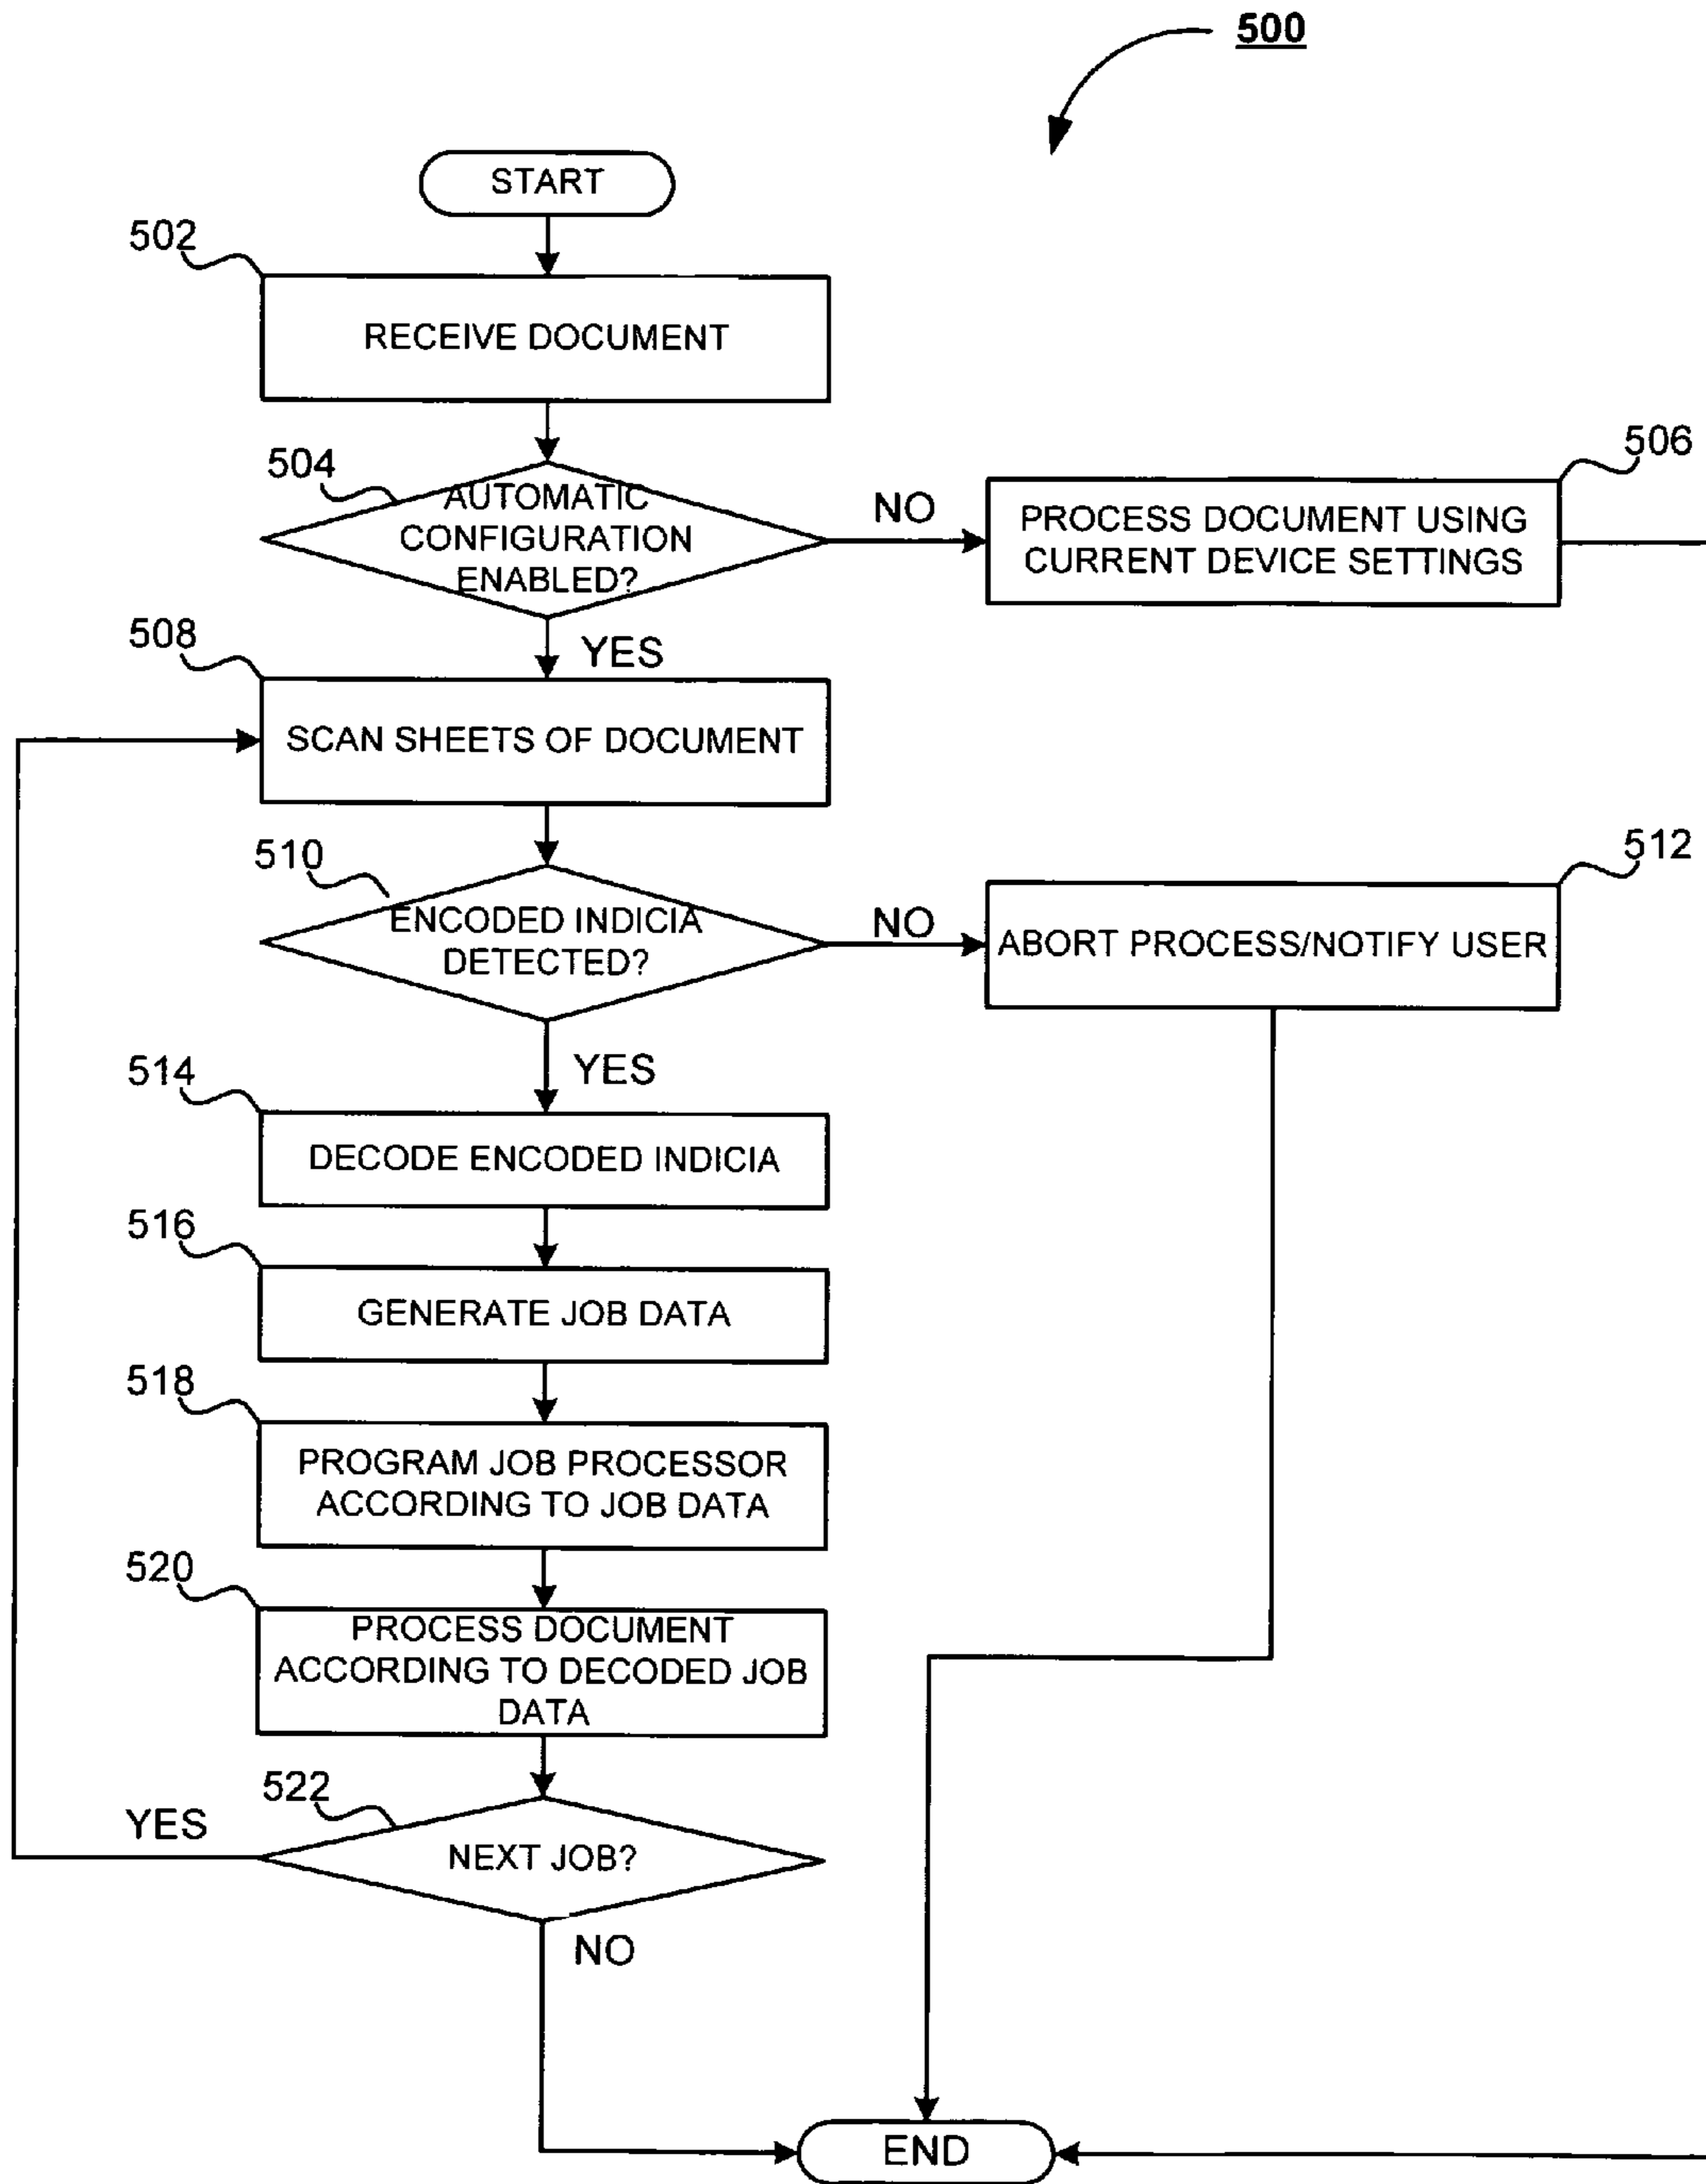 500
START
502
RECEIVE DOCUMENT
504
AUTOMATIC
CONFIGURATION
ENABLED?
NO
506
PROCESS DOCUMENT USING
CURRENT DEVICE SETTINGS
YES
508
SCAN SHEETS OF DOCUMENT
510
ENCODED INDICIA
DETECTED?
NO
512
ABORT PROCESS/NOTIFY USER
YES
514
DECODE ENCODED INDICIA
516
GENERATE JOB DATA
518
PROGRAM JOB PROCESSOR
ACCORDING TO JOB DATA
520
PROCESS DOCUMENT
ACCORDING TO DECODED JOB
DATA
522
YES
NEXT JOB?
NO
END